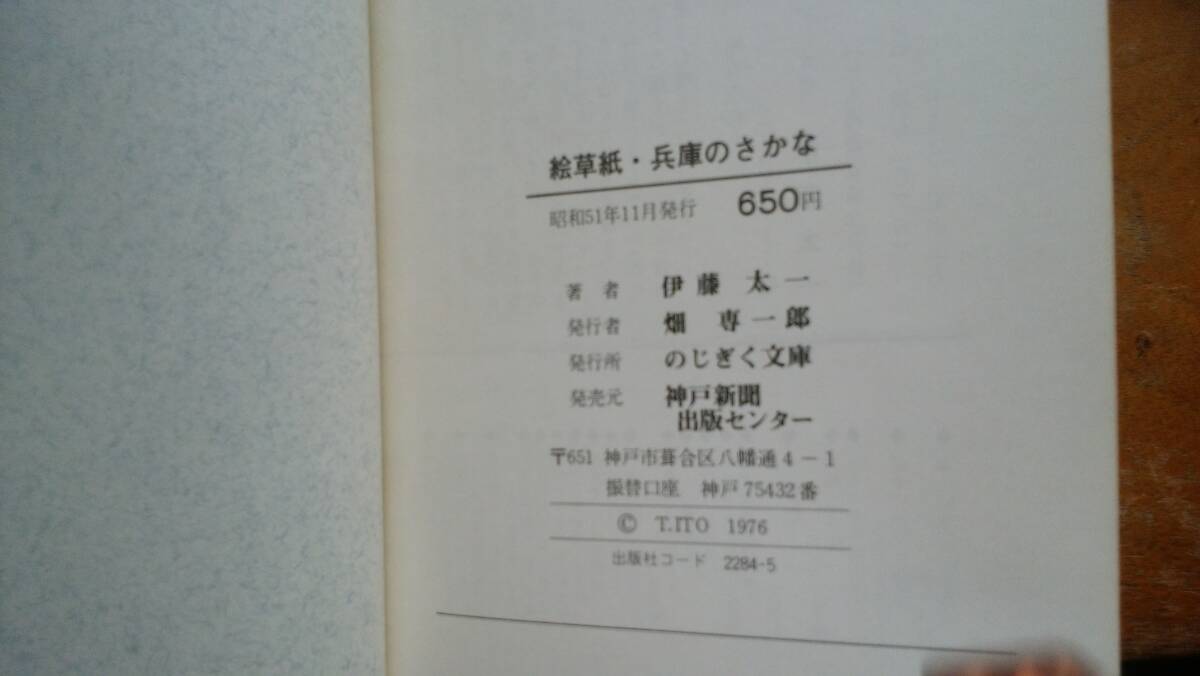 絵草紙・兵庫のさかな
昭和51年11月発行 650円
著者 伊藤太一
発行者 畑専一郎
発行所 のじぎく文庫
発売元 神戸新聞
出版センター
〒651 神戸市葺合区八幡通4-1
振替口座 神戸75432番
© T.ITO 1976
出版社コード 2284-5